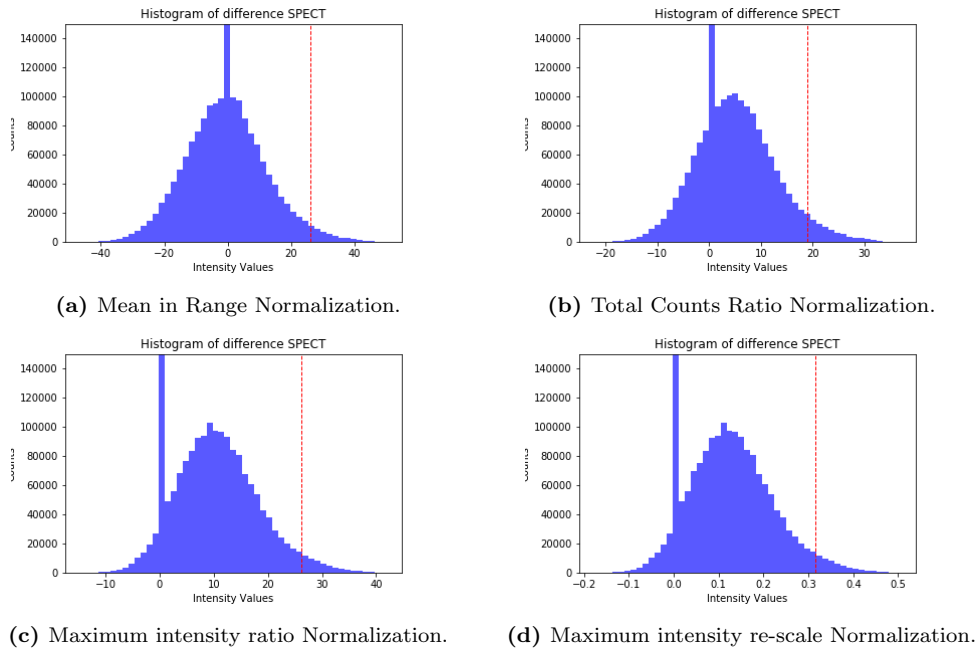 Histogram of difference SPECT
140000
120000
100000
80000
60000
40000
20000
0
−40 −20 0 20 40
Intensity Values
(a) Mean in Range Normalization.
Histogram of difference SPECT
140000
120000
100000
80000
60000
40000
20000
0
−20 −10 0 10 20 30
Intensity Values
(b) Total Counts Ratio Normalization.
Histogram of difference SPECT
140000
120000
100000
80000
60000
40000
20000
0
−10 0 10 20 30 40
Intensity Values
(c) Maximum intensity ratio Normalization.
Histogram of difference SPECT
140000
120000
100000
80000
60000
40000
20000
0
−0.2 −0.1 0.0 0.1 0.2 0.3 0.4 0.5
Intensity Values
(d) Maximum intensity re-scale Normalization.